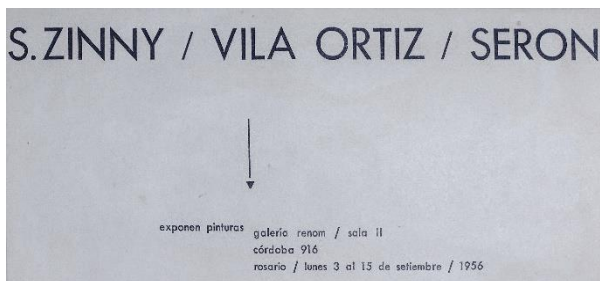 S. ZINNY / VILA ORTIZ / SERON
exponen pinturas
galería renom / sala II
córdoba 916
rosario / lunes 3 al 15 de setiembre / 1956